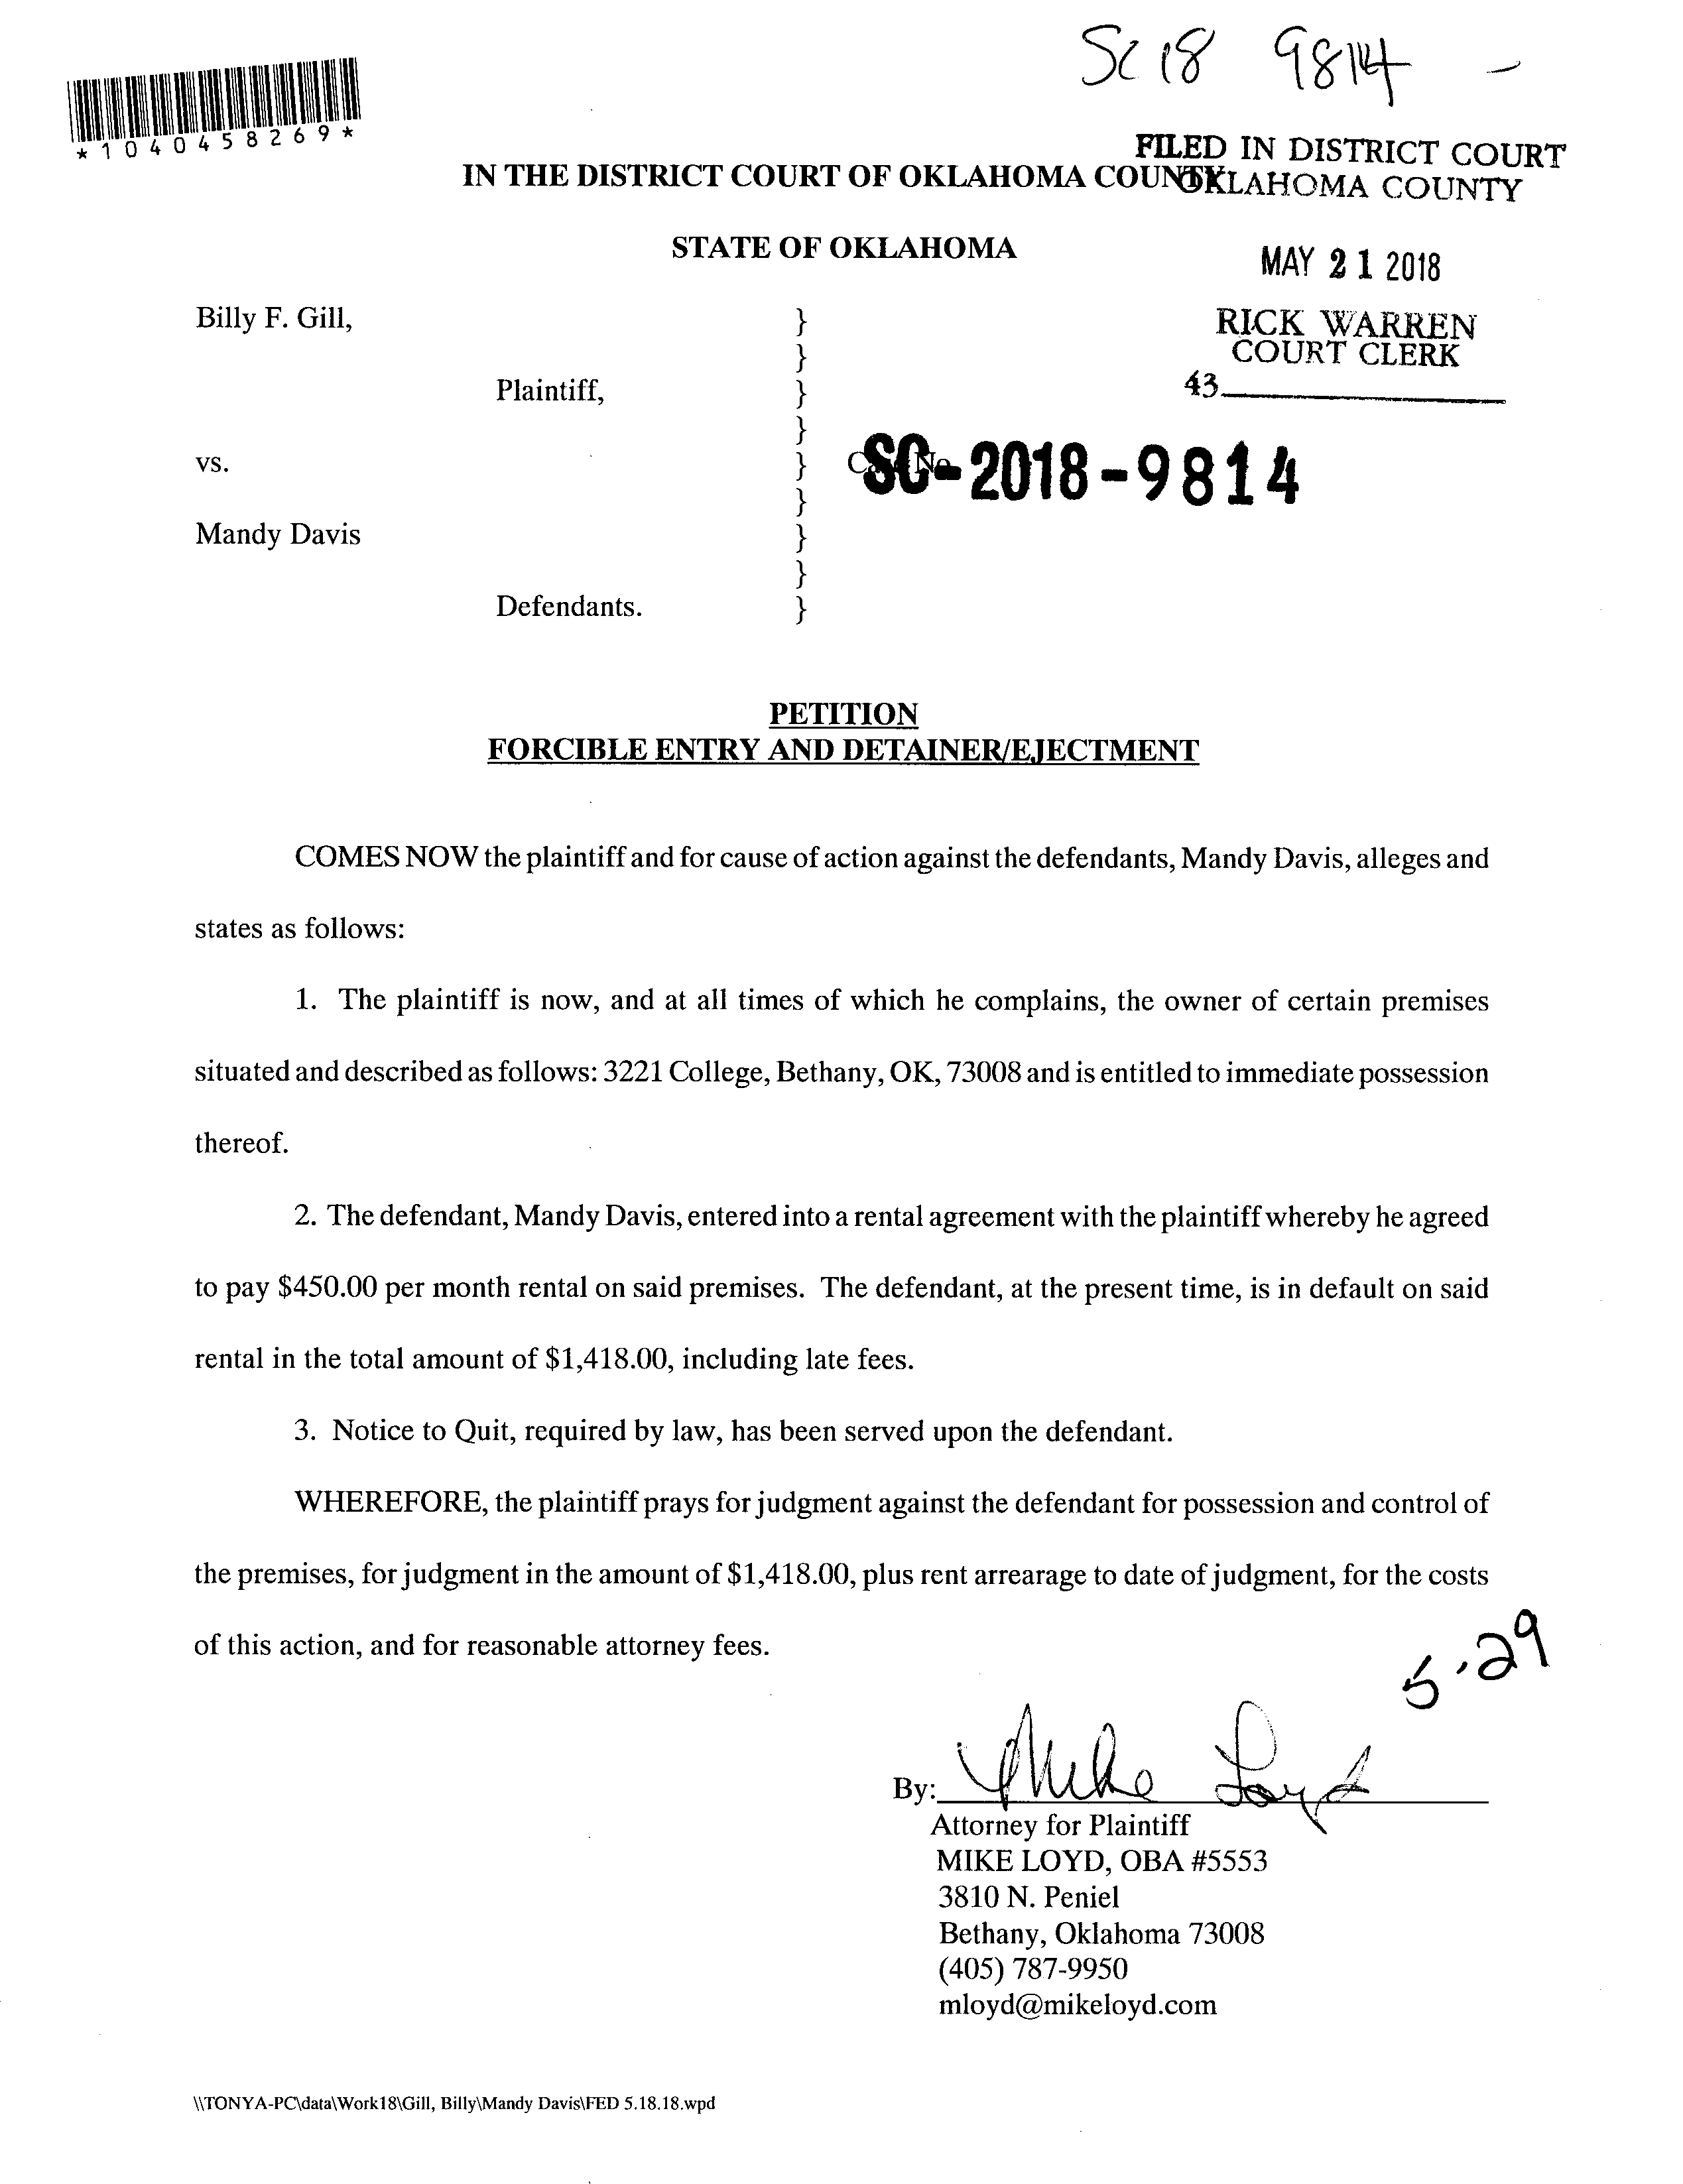 SC 18 9814 -
*1040458269*
FILED IN DISTRICT COURT
OKLAHOMA COUNTY
IN THE DISTRICT COURT OF OKLAHOMA COUNTY
STATE OF OKLAHOMA
MAY 21 2018
RICK WARREN
COURT CLERK
43
Billy F. Gill, }
}
Plaintiff, }
}
vs. } Case No.
SC-2018-9814
}
Mandy Davis }
}
Defendants. }
PETITION
FORCIBLE ENTRY AND DETAINER/EJECTMENT
COMES NOW the plaintiff and for cause of action against the defendants, Mandy Davis, alleges and
states as follows:
1. The plaintiff is now, and at all times of which he complains, the owner of certain premises
situated and described as follows: 3221 College, Bethany, OK, 73008 and is entitled to immediate possession
thereof.
2. The defendant, Mandy Davis, entered into a rental agreement with the plaintiff whereby he agreed
to pay $450.00 per month rental on said premises. The defendant, at the present time, is in default on said
rental in the total amount of $1,418.00, including late fees.
3. Notice to Quit, required by law, has been served upon the defendant.
WHEREFORE, the plaintiff prays for judgment against the defendant for possession and control of
the premises, for judgment in the amount of $1,418.00, plus rent arrearage to date of judgment, for the costs
of this action, and for reasonable attorney fees.
5.29
By: Mike Loyd
Attorney for Plaintiff
MIKE LOYD, OBA #5553
3810 N. Peniel
Bethany, Oklahoma 73008
(405) 787-9950
mloyd@mikeloyd.com
\\TONYA-PC\data\Work18\Gill, Billy\Mandy Davis\FED 5.18.18.wpd